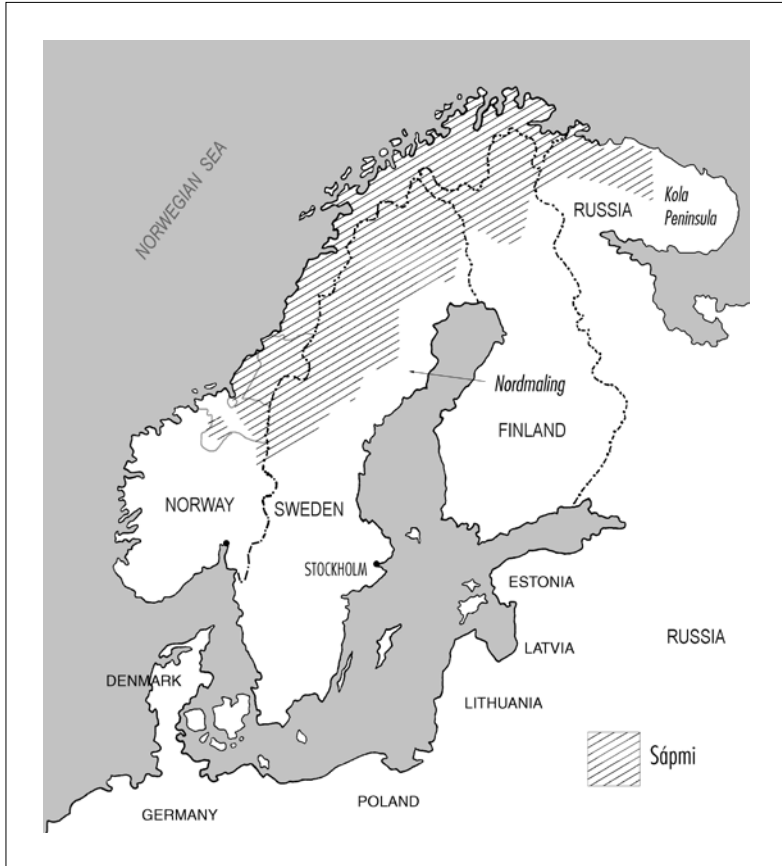 NORWEGIAN SEA
Kola
Peninsula
RUSSIA
Nordmaling
FINLAND
NORWAY
SWEDEN
STOCKHOLM
ESTONIA
LATVIA
RUSSIA
DENMARK
LITHUANIA
Sápmi
POLAND
GERMANY